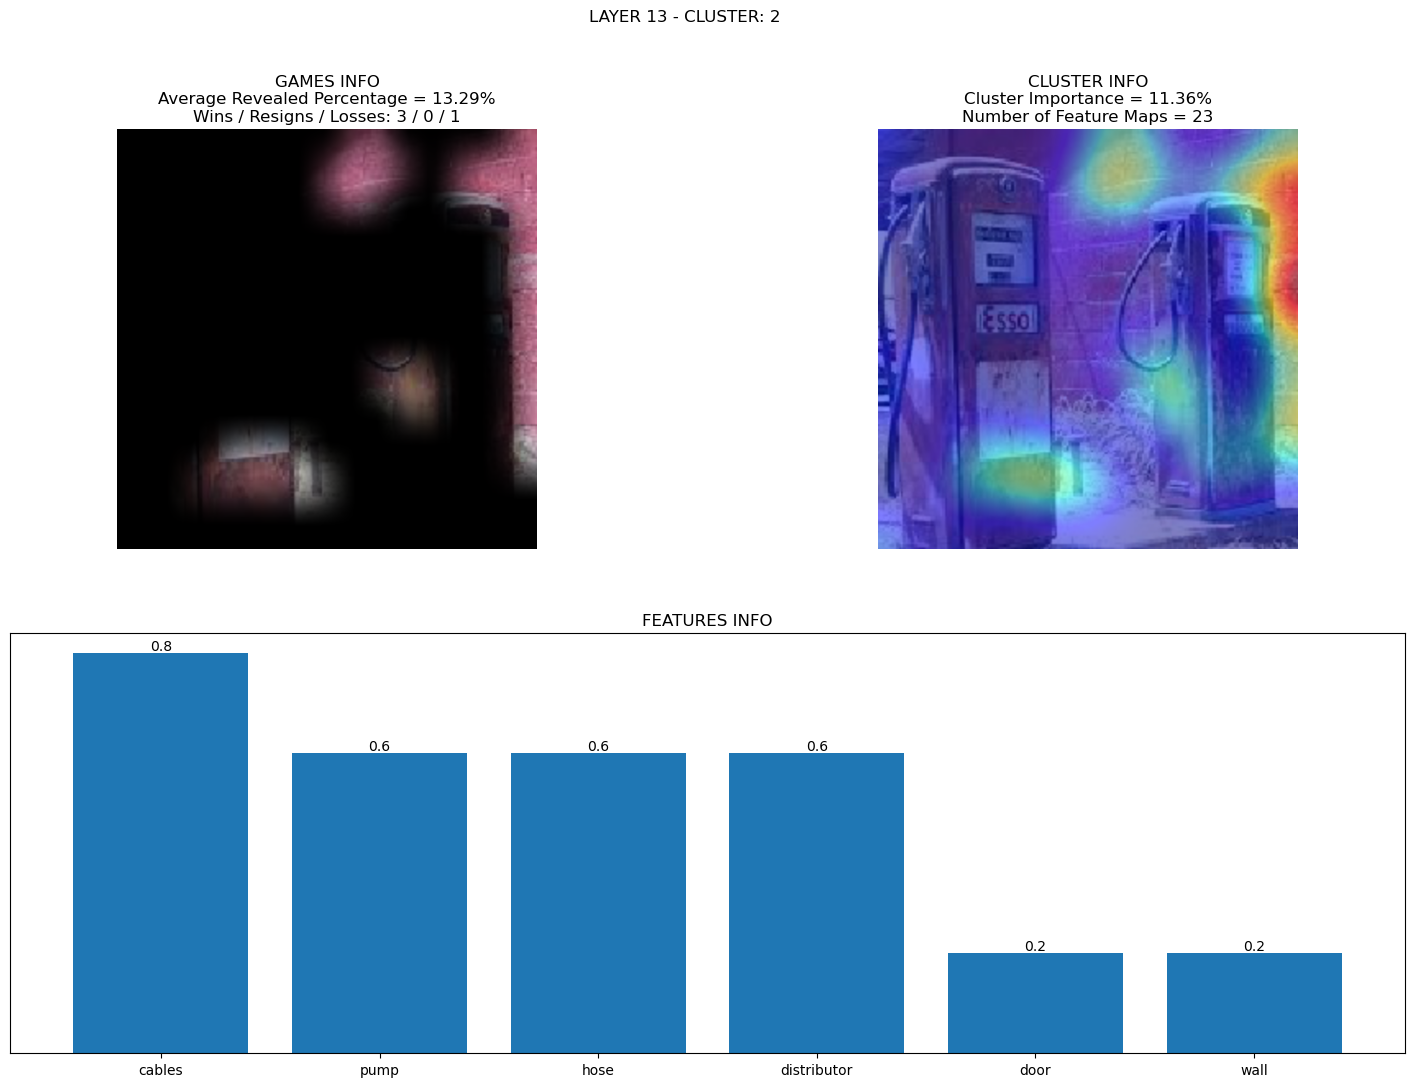 LAYER 13 - CLUSTER: 2
GAMES INFO
Average Revealed Percentage = 13.29%
Wins / Resigns / Losses: 3 / 0 / 1
CLUSTER INFO
Cluster Importance = 11.36%
Number of Feature Maps = 23
Esso
FEATURES INFO
0.8
0.6
0.6
0.6
0.2
0.2
cables
pump
hose
distributor
door
wall